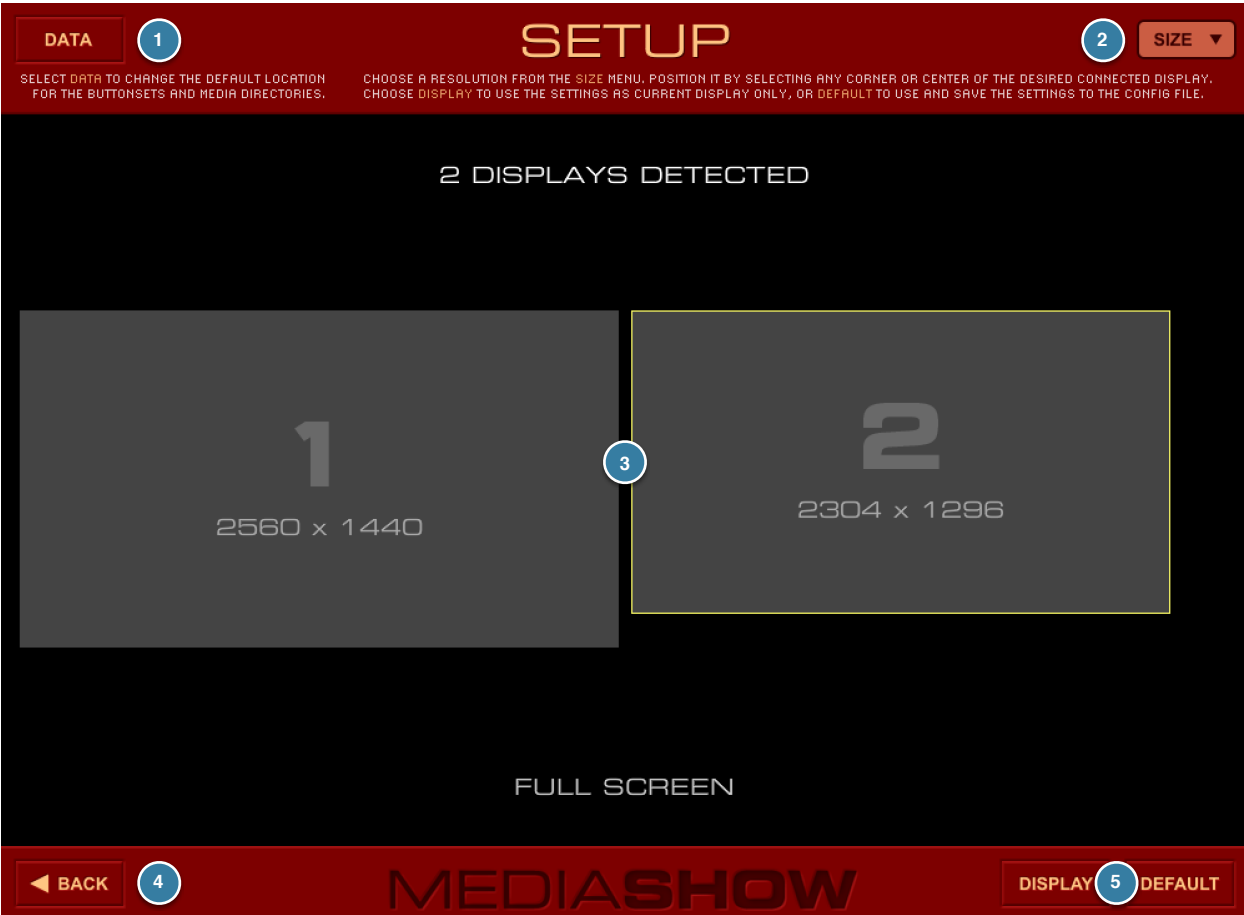 DATA 1 SETUP 2 SIZE ▼
SELECT DATA TO CHANGE THE DEFAULT LOCATION
FOR THE BUTTONSETS AND MEDIA DIRECTORIES.
CHOOSE A RESOLUTION FROM THE SIZE MENU. POSITION IT BY SELECTING ANY CORNER OR CENTER OF THE DESIRED CONNECTED DISPLAY.
CHOOSE DISPLAY TO USE THE SETTINGS AS CURRENT DISPLAY ONLY, OR DEFAULT TO USE AND SAVE THE SETTINGS TO THE CONFIG FILE.
2 DISPLAYS DETECTED
1
2560 x 1440
3
2
2304 x 1296
FULL SCREEN
◀ BACK 4 MEDIASHOW DISPLAY 5 DEFAULT